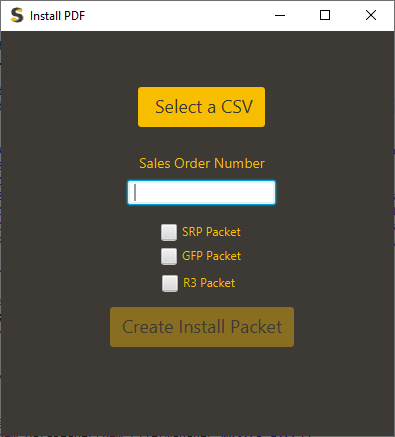 Install PDF
Select a CSV
Sales Order Number
SRP Packet
GFP Packet
R3 Packet
Create Install Packet